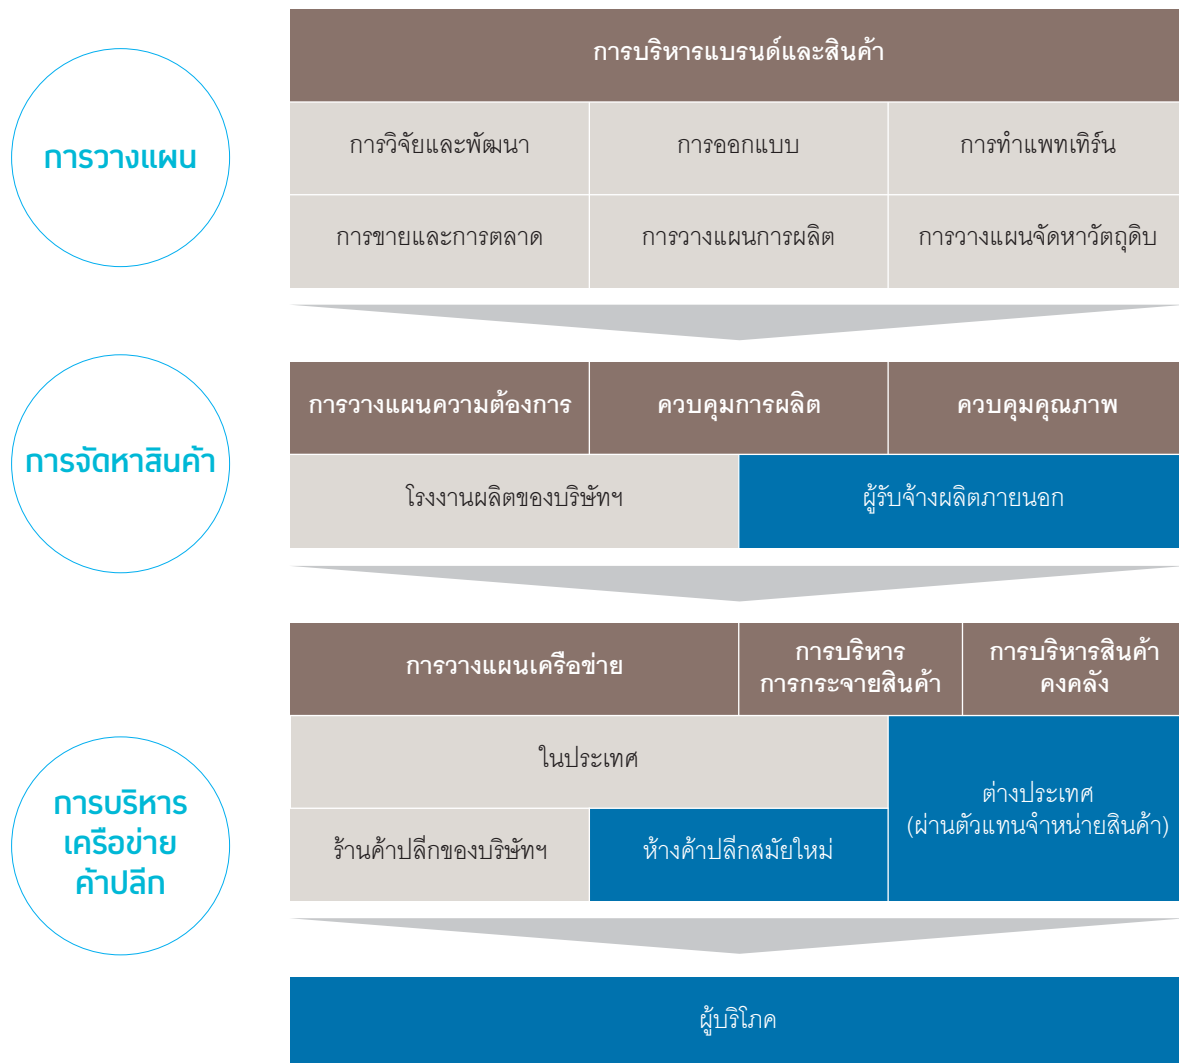 การวางแผน
การบริหารแบรนด์และสินค้า
การวิจัยและพัฒนา
การออกแบบ
การทำแพทเทิร์น
การขายและการตลาด
การวางแผนการผลิต
การวางแผนจัดหาวัตถุดิบ
การจัดหาสินค้า
การวางแผนความต้องการ
ควบคุมการผลิต
ควบคุมคุณภาพ
โรงงานผลิตของบริษัทฯ
ผู้รับจ้างผลิตภายนอก
การบริหาร
เครือข่าย
ค้าปลีก
การวางแผนเครือข่าย
การบริหาร
การกระจายสินค้า
การบริหารสินค้า
คงคลัง
ในประเทศ
ต่างประเทศ
(ผ่านตัวแทนจำหน่ายสินค้า)
ร้านค้าปลีกของบริษัทฯ
ห้างค้าปลีกสมัยใหม่
ผู้บริโภค